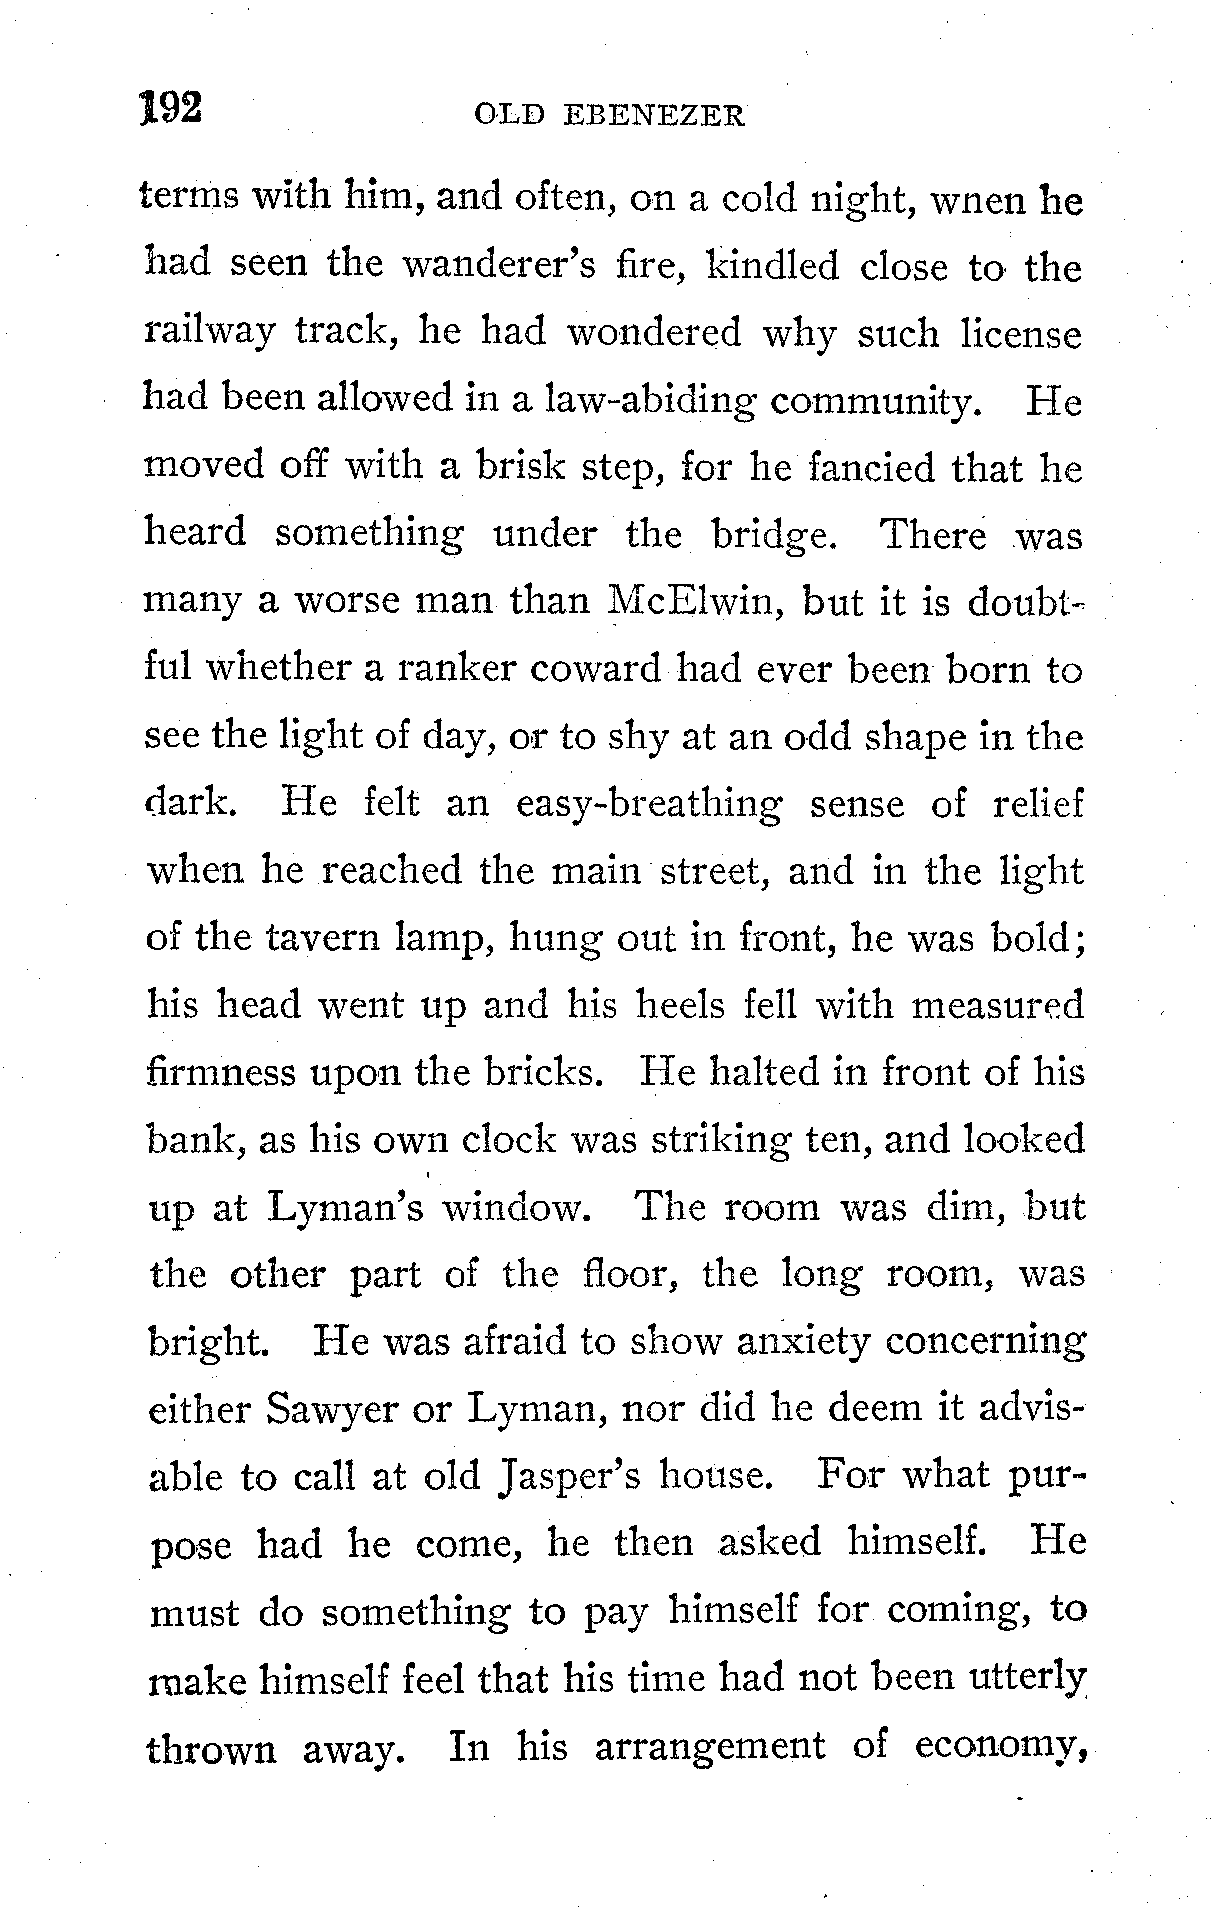 192 OLD EBENEZER
terms with him, and often, on a cold night, wnen he
had seen the wanderer's fire, kindled close to the
railway track, he had wondered why such license
had been allowed in a law-abiding community. He
moved off with a brisk step, for he fancied that he
heard something under the bridge. There was
many a worse man than McElwin, but it is doubt-
ful whether a ranker coward had ever been born to
see the light of day, or to shy at an odd shape in the
dark. He felt an easy-breathing sense of relief
when he reached the main street, and in the light
of the tavern lamp, hung out in front, he was bold;
his head went up and his heels fell with measured
firmness upon the bricks. He halted in front of his
bank, as his own clock was striking ten, and looked
up at Lyman's window. The room was dim, but
the other part of the floor, the long room, was
bright. He was afraid to show anxiety concerning
either Sawyer or Lyman, nor did he deem it advis-
able to call at old Jasper's house. For what pur-
pose had he come, he then asked himself. He
must do something to pay himself for coming, to
make himself feel that his time had not been utterly
thrown away. In his arrangement of economy,